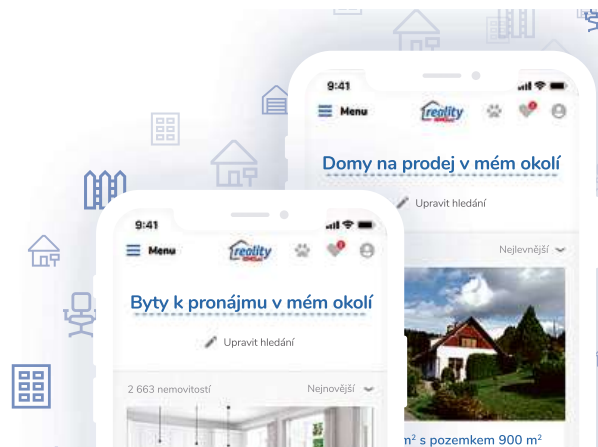 9:41
Menu
reality
Domy na prodej v mém okolí
Upravit hledání
Nejlevnější
m² s pozemkem 900 m²
9:41
Menu
reality
Byty k pronájmu v mém okolí
Upravit hledání
2 663 nemovitostí
Nejnovější